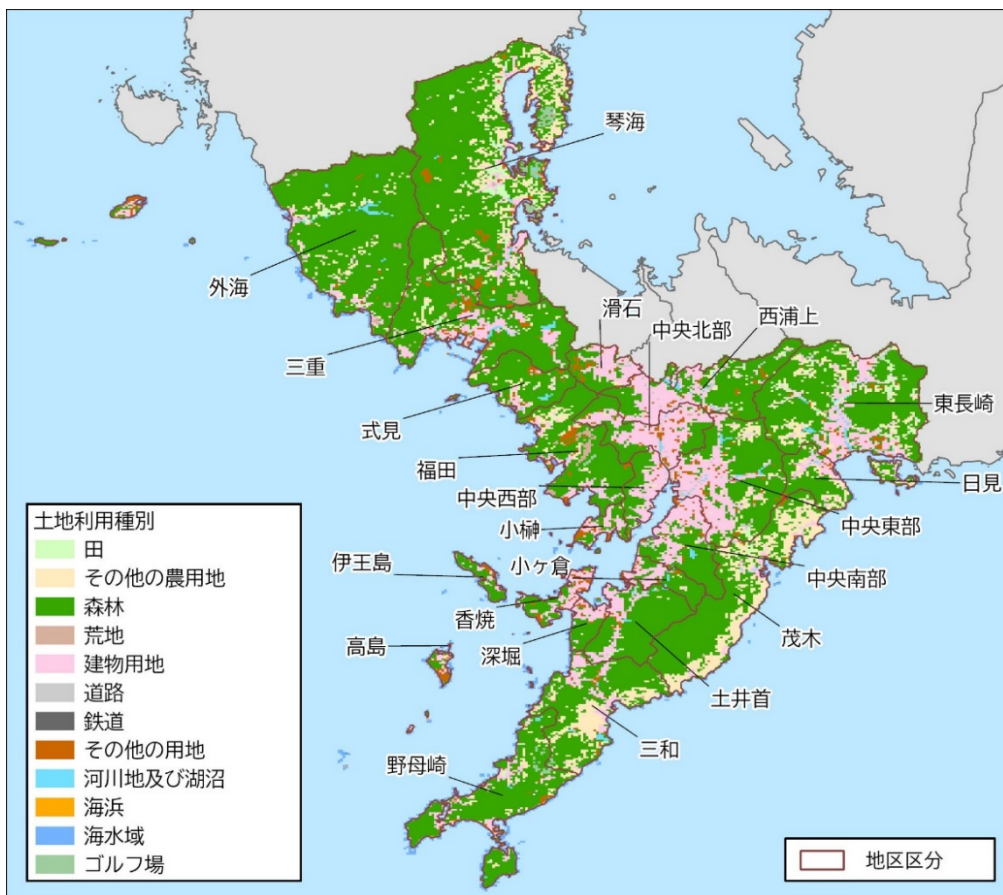 琴海
外海
滑石
中央北部
西浦上
三重
東長崎
式見
福田
日見
中央西部
中央東部
小榊
伊王島
小ヶ倉
中央南部
香焼
茂木
高島
深堀
土井首
三和
野母崎
土地利用種別
田
その他の農用地
森林
荒地
建物用地
道路
鉄道
その他の用地
河川地及び湖沼
海浜
海水域
ゴルフ場
地区区分